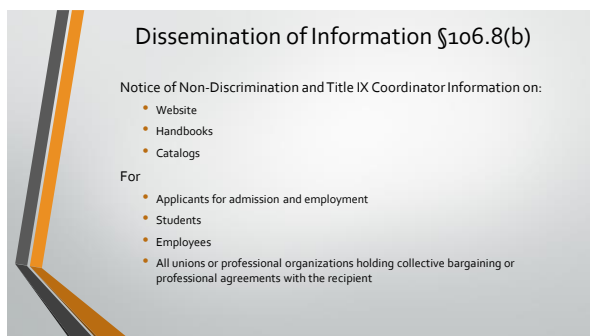 Dissemination of Information §106.8(b)
Notice of Non-Discrimination and Title IX Coordinator Information on:
• Website
• Handbooks
• Catalogs
For
• Applicants for admission and employment
• Students
• Employees
• All unions or professional organizations holding collective bargaining or
professional agreements with the recipient